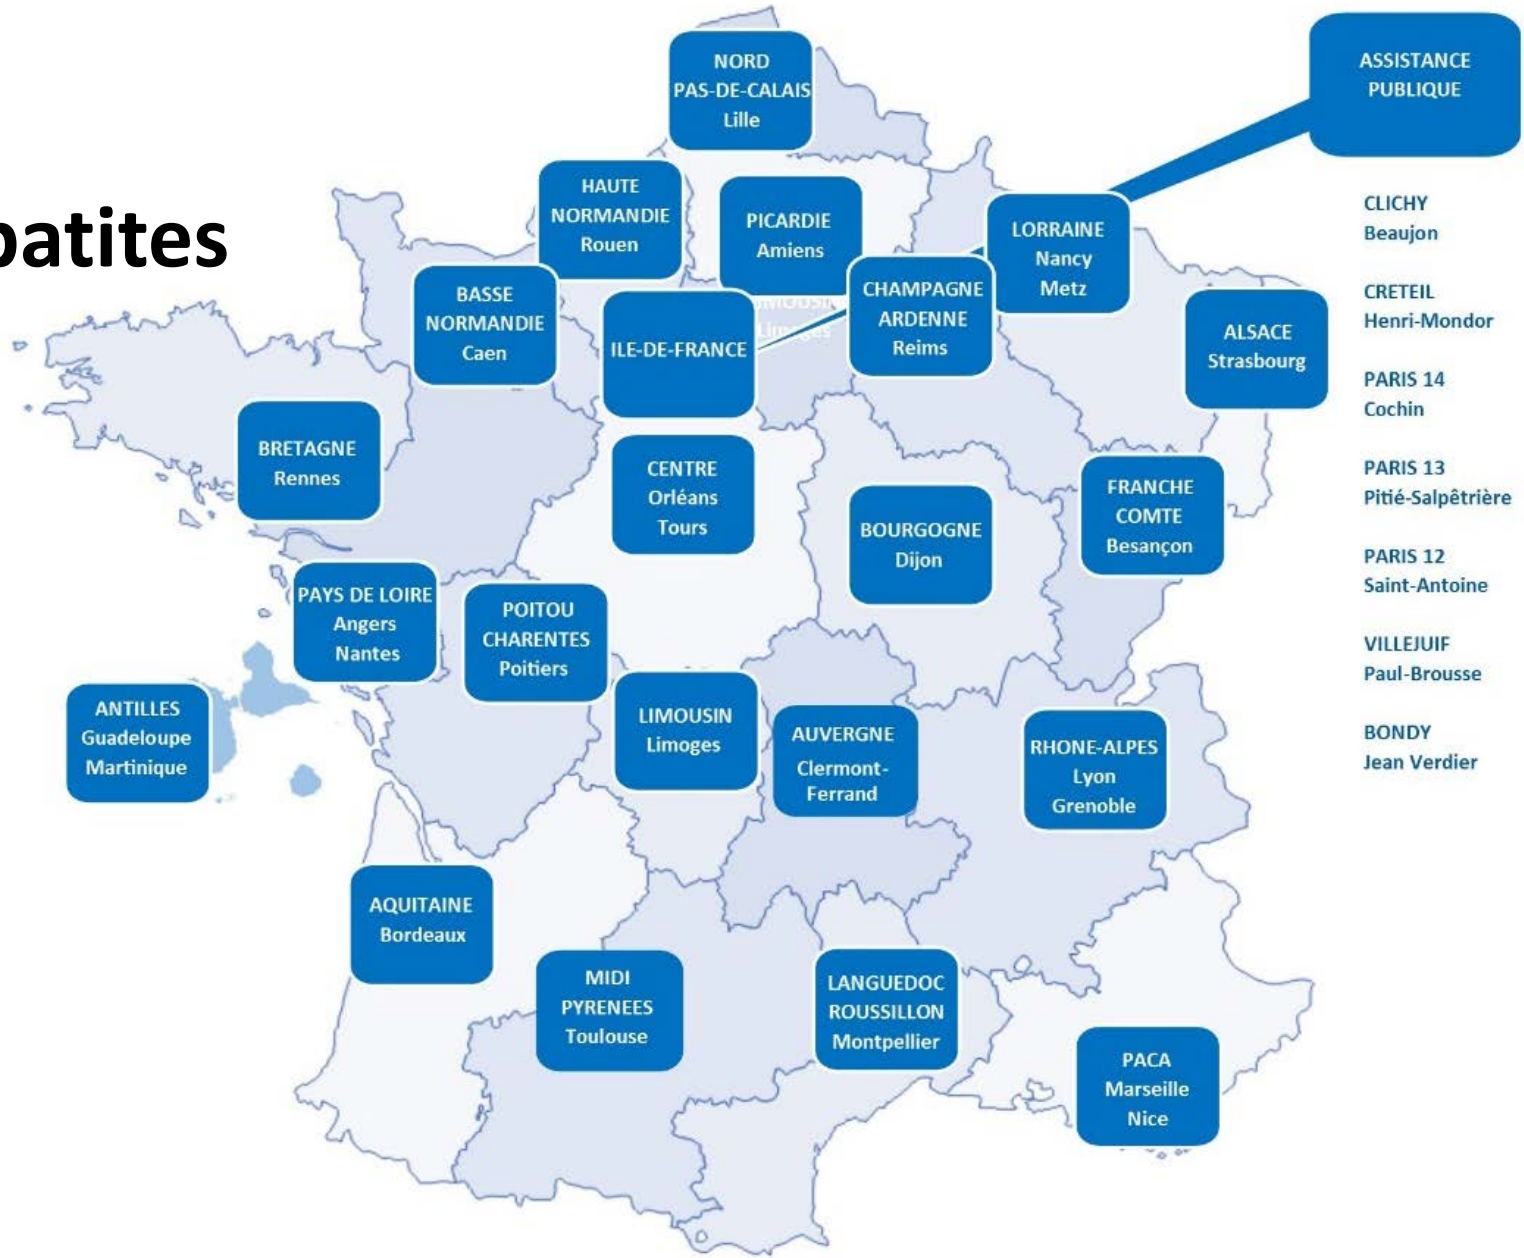 patites
NORD
PAS-DE-CALAIS
Lille
ASSISTANCE
PUBLIQUE
HAUTE
NORMANDIE
Rouen
PICARDIE
Amiens
LORRAINE
Nancy
Metz
BASSE
NORMANDIE
Caen
ILE-DE-FRANCE
Limoges
CHAMPAGNE
ARDENNE
Reims
ALSACE
Strasbourg
BRETAGNE
Rennes
CENTRE
Orléans
Tours
BOURGOGNE
Dijon
FRANCHE
COMTE
Besançon
PAYS DE LOIRE
Angers
Nantes
POITOU
CHARENTES
Poitiers
ANTILLES
Guadeloupe
Martinique
LIMOUSIN
Limoges
AUVERGNE
Clermont-
Ferrand
RHONE-ALPES
Lyon
Grenoble
AQUITAINE
Bordeaux
MIDI
PYRENEES
Toulouse
LANGUEDOC
ROUSSILLON
Montpellier
PACA
Marseille
Nice
CLICHY
Beaujon
CRETEIL
Henri-Mondor
PARIS 14
Cochin
PARIS 13
Pitié-Salpêtrière
PARIS 12
Saint-Antoine
VILLEJUIF
Paul-Brousse
BONDY
Jean Verdier